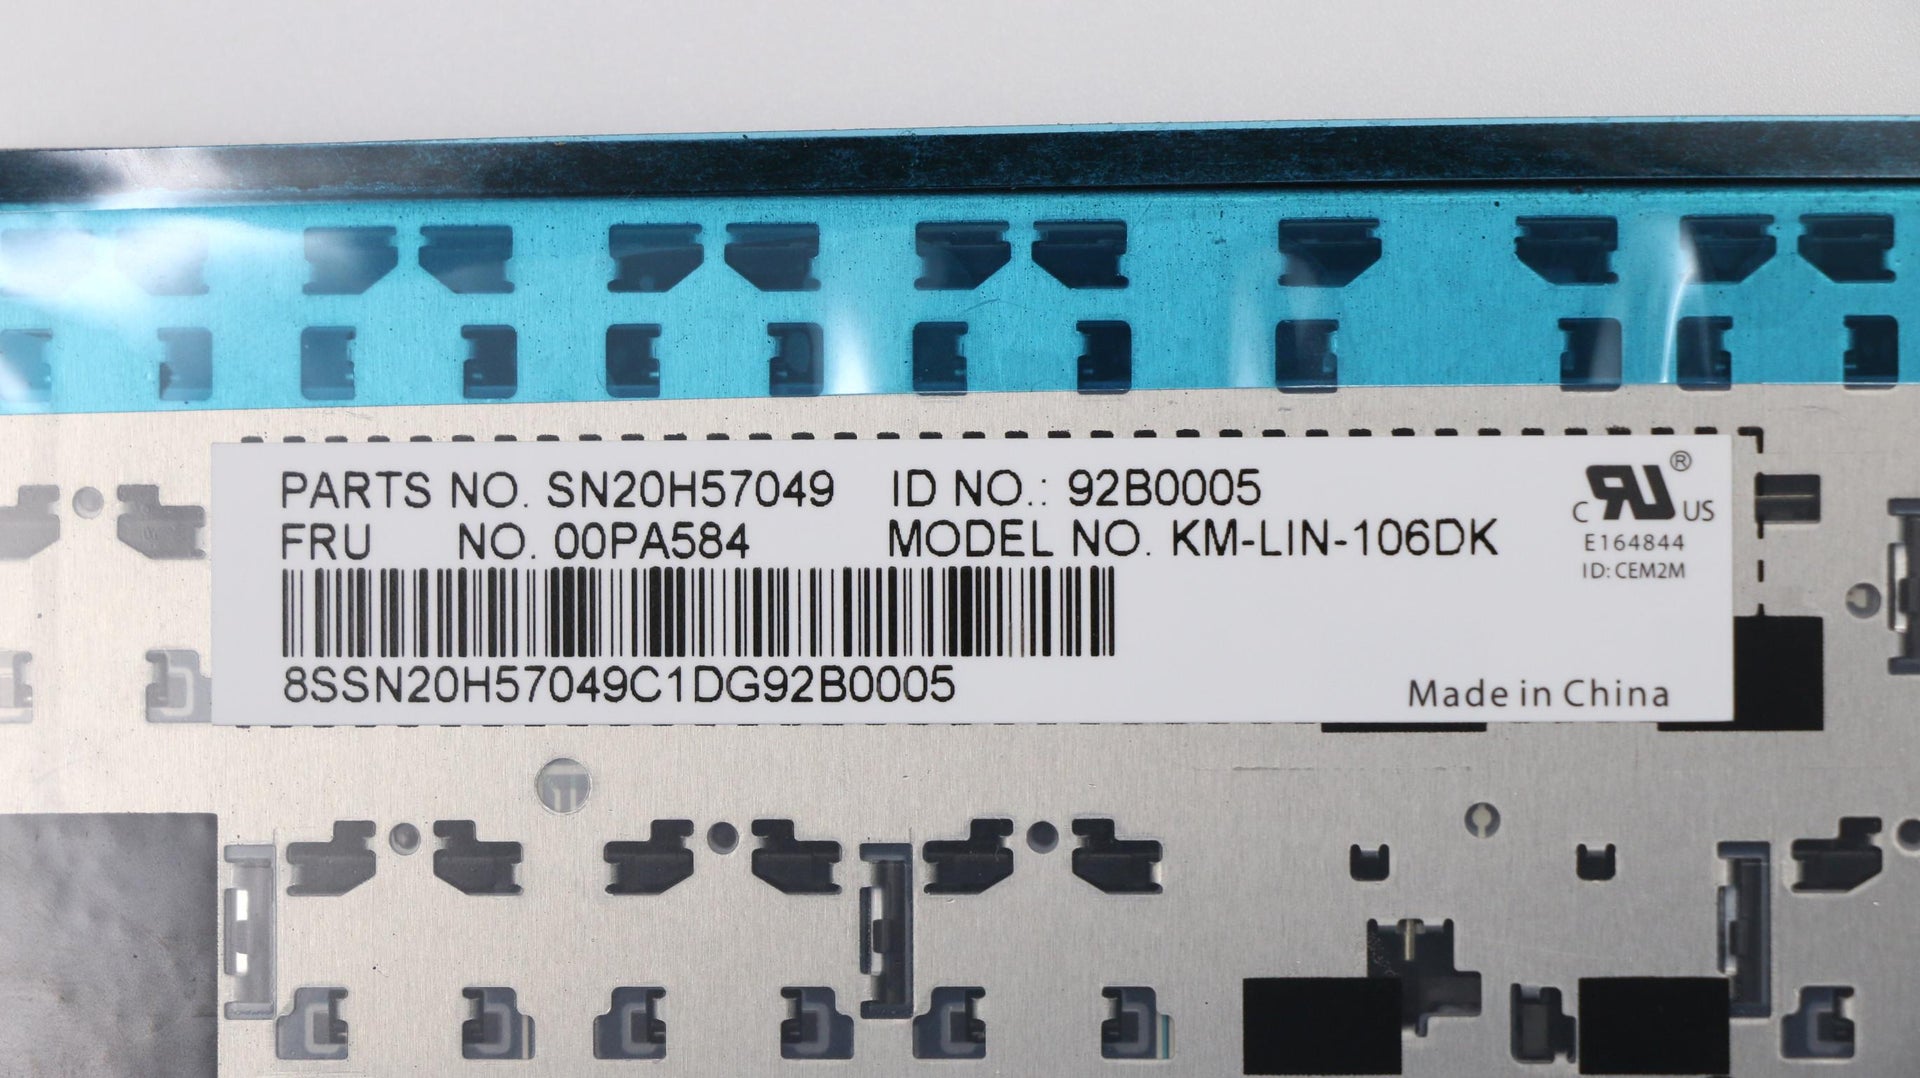 PARTS NO. SN20H57049 ID NO.: 92B0005
FRU NO. 00PA584 MODEL NO. KM-LIN-106DK
8SSN20H57049C1DG92B0005
C RU ® US
E164844
ID: CEM2M
Made in China